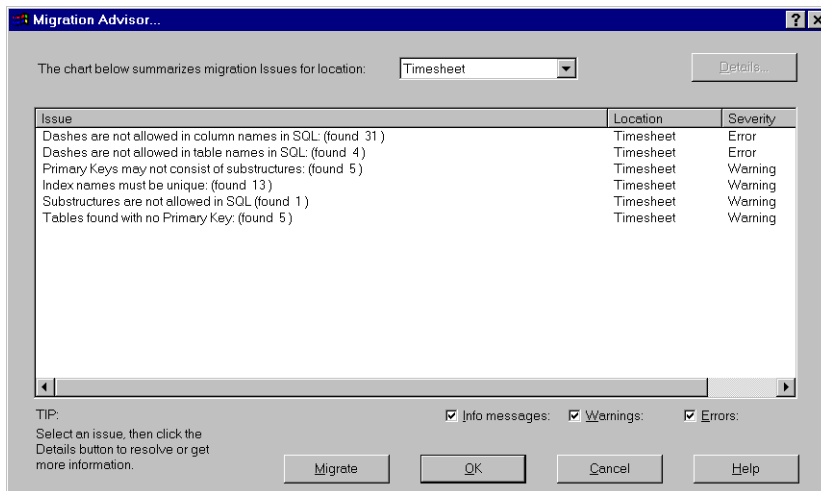 Migration Advisor...
The chart below summarizes migration Issues for location: Timesheet Details...
Issue Location Severity
Dashes are not allowed in column names in SQL: (found 31 ) Timesheet Error
Dashes are not allowed in table names in SQL: (found 4 ) Timesheet Error
Primary Keys may not consist of substructures: (found 5 ) Timesheet Warning
Index names must be unique: (found 13 ) Timesheet Warning
Substructures are not allowed in SQL (found 1 ) Timesheet Warning
Tables found with no Primary Key: (found 5 ) Timesheet Warning
TIP: Info messages: Warnings: Errors:
Select an issue, then click the
Details button to resolve or get
more information.
Migrate OK Cancel Help